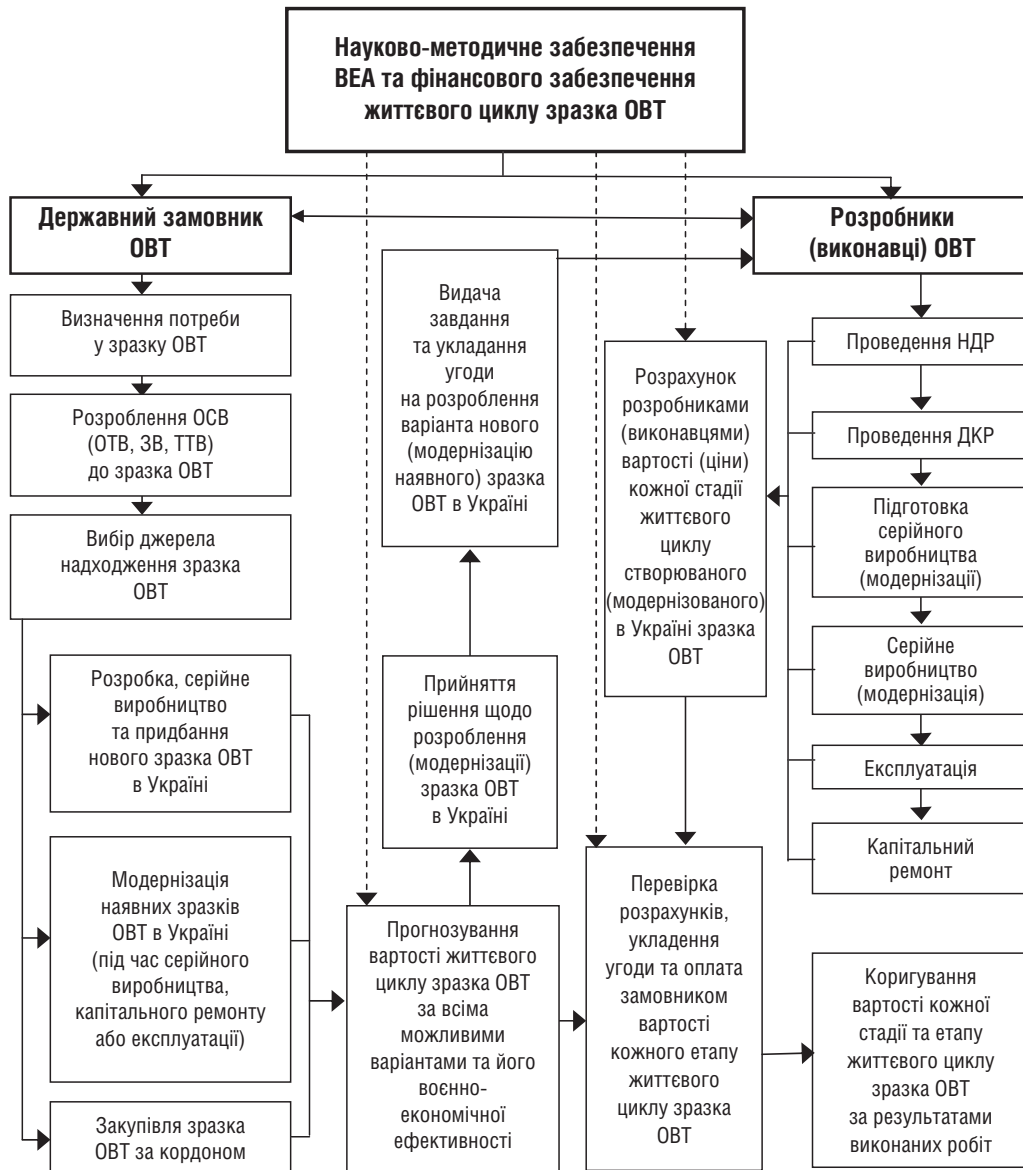 Науково-методичне забезпечення
ВЕА та фінансового забезпечення
життєвого циклу зразка ОВТ
Державний замовник
ОВТ
Розробники
(виконавці) ОВТ
Визначення потреби
у зразку ОВТ
Розроблення ОСВ
(ОТВ, ЗВ, ТТВ)
до зразка ОВТ
Вибір джерела
надходження зразка
ОВТ
Розробка, серійне
виробництво
та придбання
нового зразка ОВТ
в Україні
Модернізація
наявних зразків
ОВТ в Україні
(під час серійного
виробництва,
капітального ремонту
або експлуатації)
Закупівля зразка
ОВТ за кордоном
Видача
завдання
та укладання
угоди
на розроблення
варіанта нового
(модернізацію
наявного) зразка
ОВТ в Україні
Прийняття
рішення щодо
розроблення
(модернізації)
зразка ОВТ
в Україні
Прогнозування
вартості життєвого
циклу зразка ОВТ
за всіма
можливими
варіантами та його
воєнно-
економічної
ефективності
Розрахунок
розробниками
(виконавцями)
вартості (ціни)
кожної стадії
життєвого
циклу
створюваного
(модернізованого)
в Україні зразка
ОВТ
Перевірка
розрахунків,
укладення
угоди та оплата
замовником
вартості
кожного етапу
життєвого
циклу зразка
ОВТ
Проведення НДР
Проведення ДКР
Підготовка
серійного
виробництва
(модернізації)
Серійне
виробництво
(модернізація)
Експлуатація
Капітальний
ремонт
Коригування
вартості кожної
стадії та етапу
життєвого циклу
зразка ОВТ
за результатами
виконаних робіт